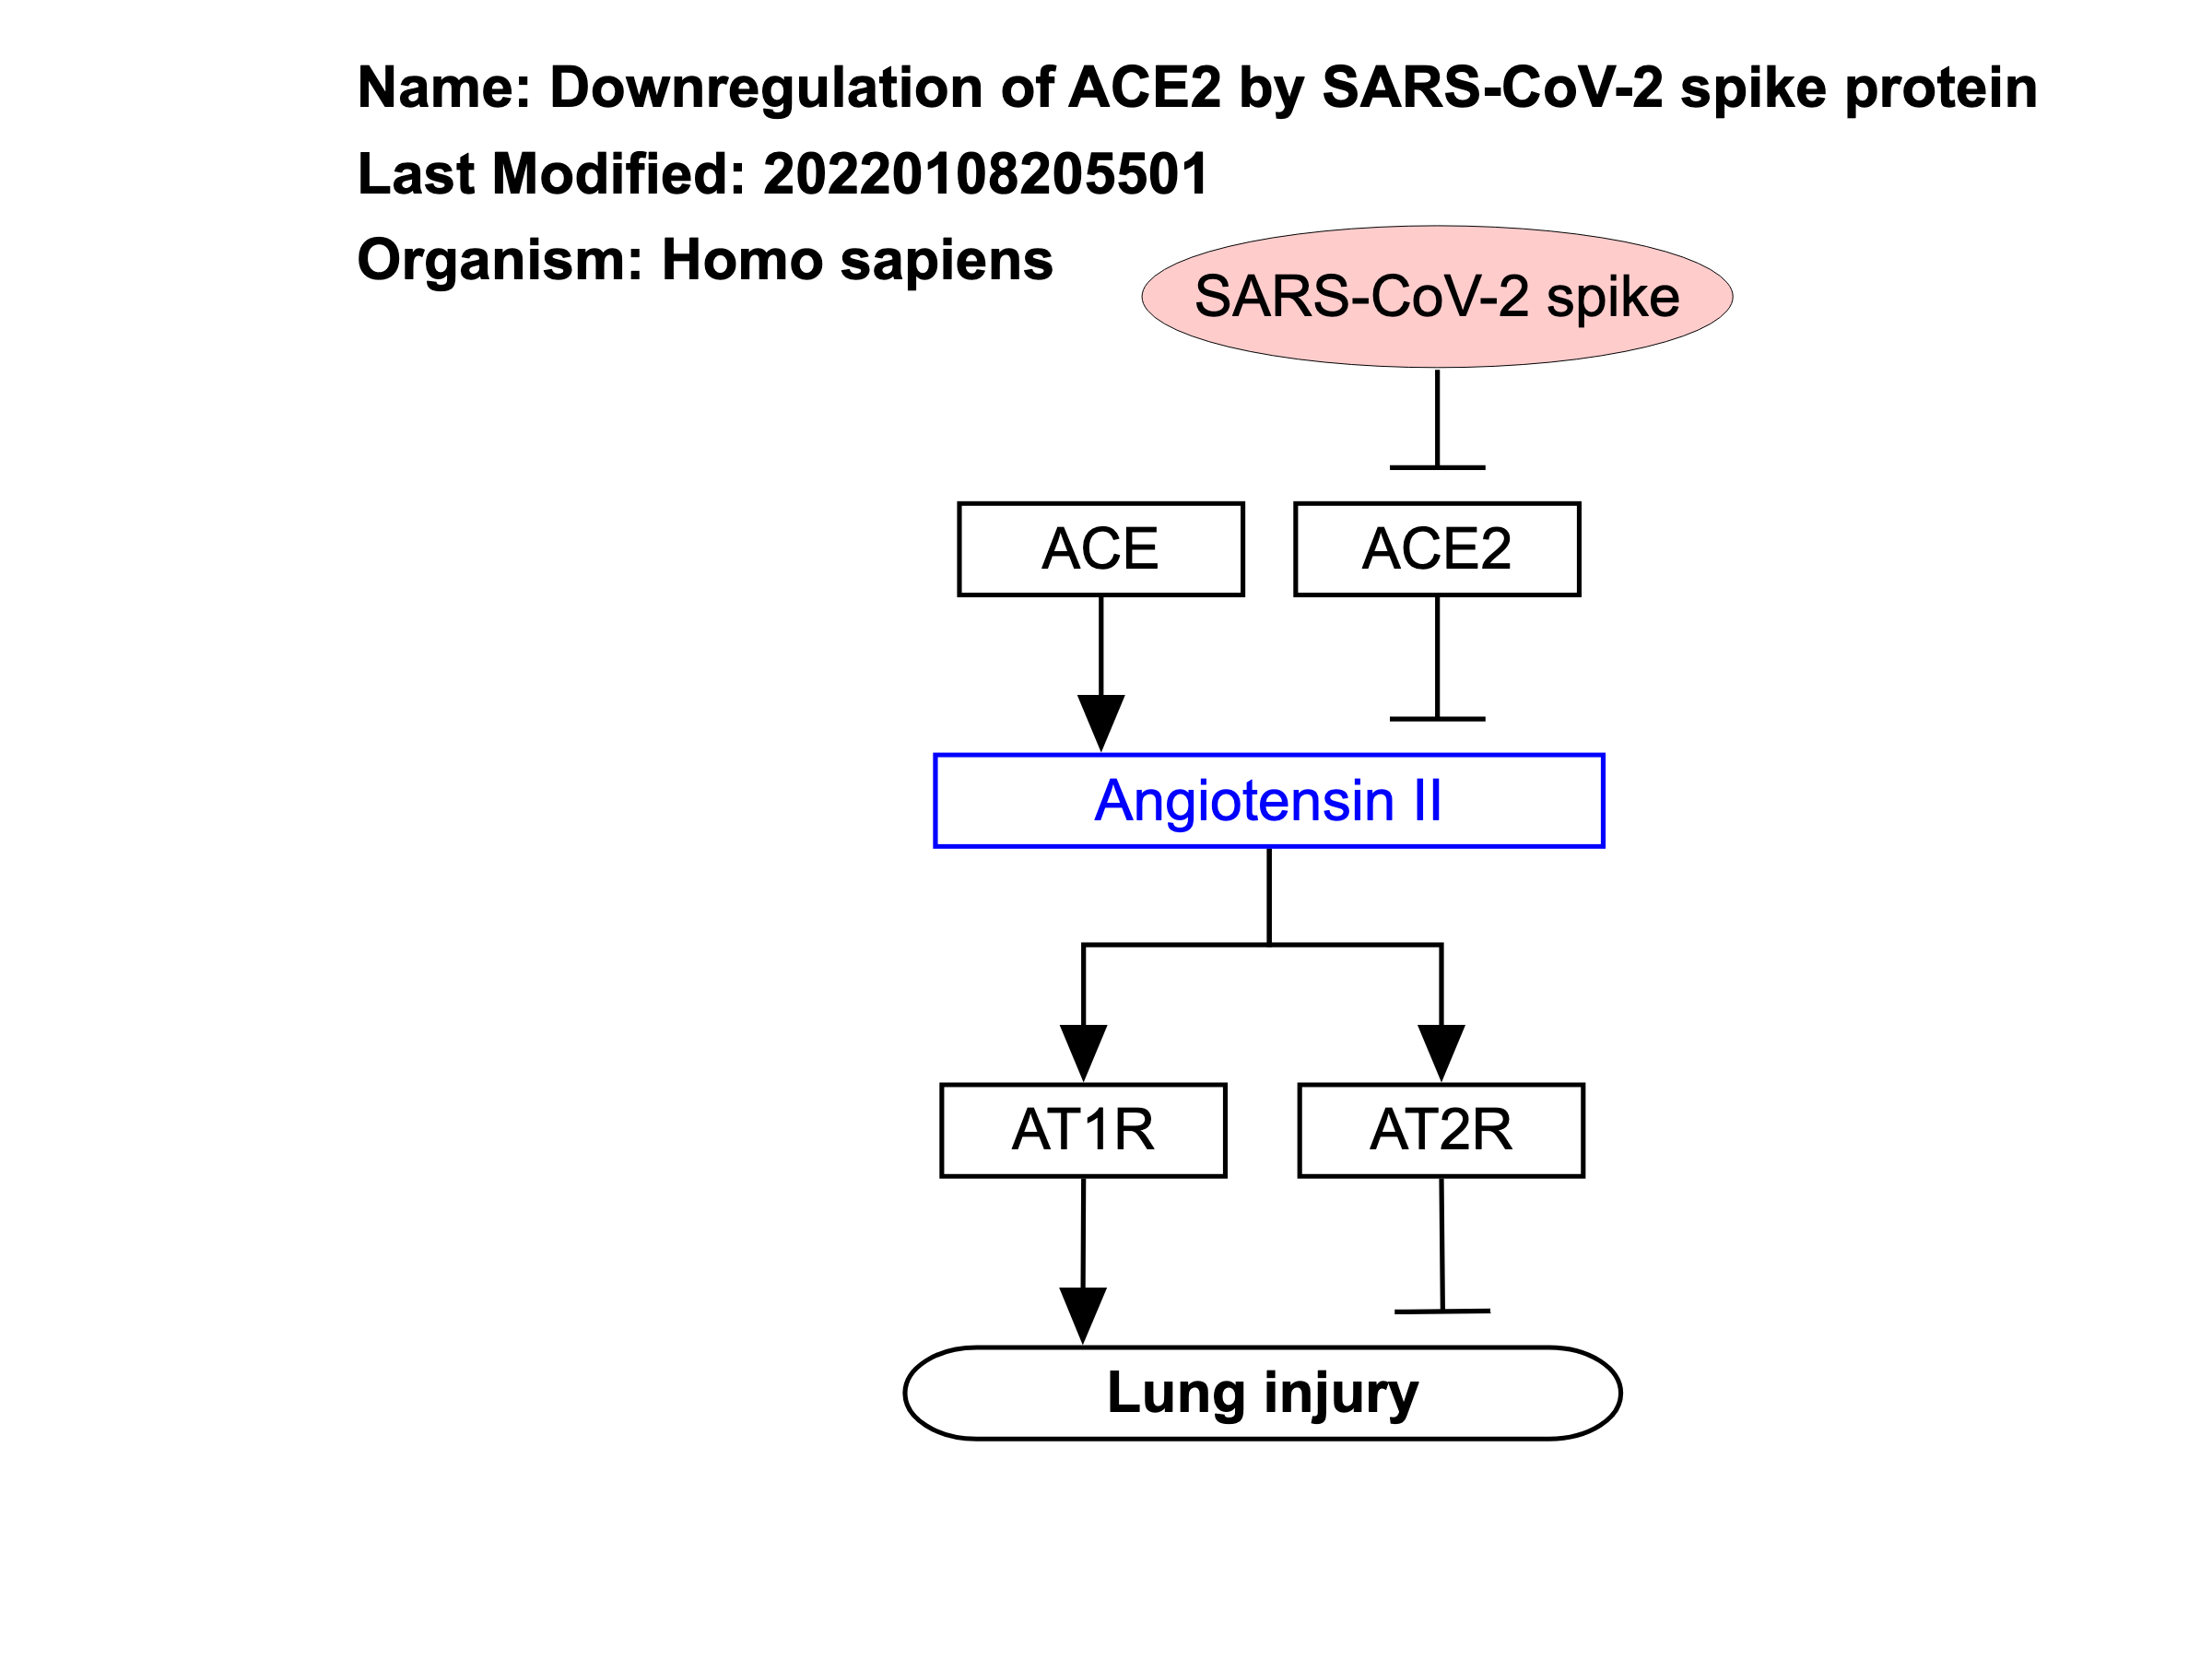 Name: Downregulation of ACE2 by SARS-CoV-2 spike protein
Last Modified: 20220108205501
Organism: Homo sapiens
SARS-CoV-2 spike
ACE
ACE2
Angiotensin II
AT1R
AT2R
Lung injury